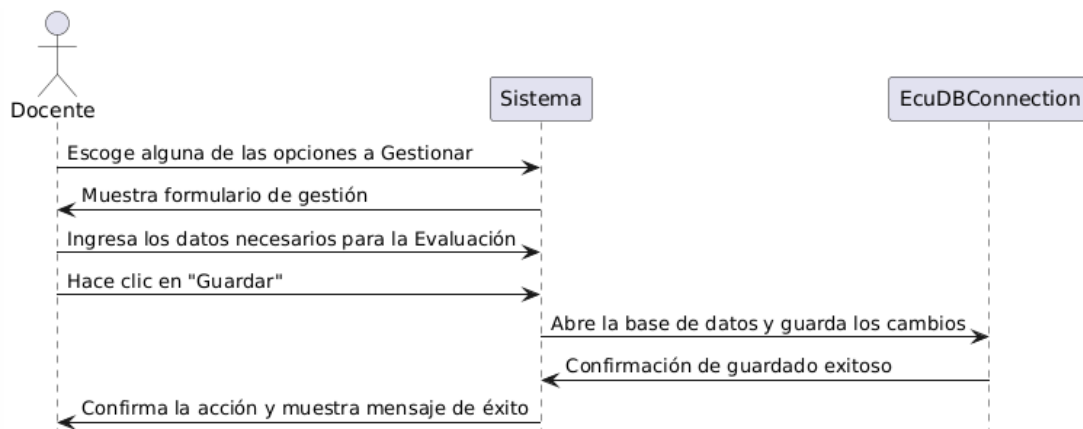 Docente
Sistema
EcuDBConnection
Escoge alguna de las opciones a Gestionar
Muestra formulario de gestión
Ingresa los datos necesarios para la Evaluación
Hace clic en "Guardar"
Abre la base de datos y guarda los cambios
Confirmación de guardado exitoso
Confirma la acción y muestra mensaje de éxito